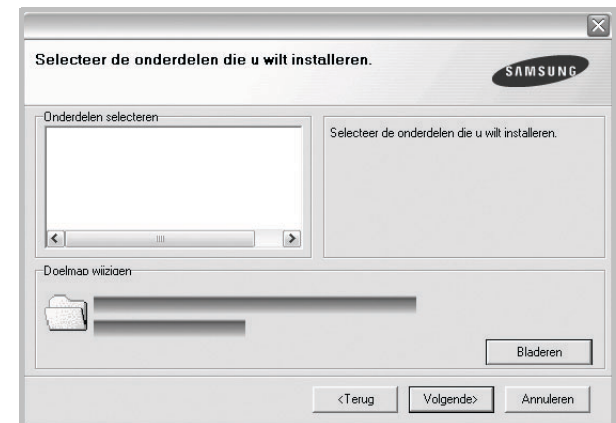 Selecteer de onderdelen die u wilt installeren.
SAMSUNG
Onderdelen selecteren
Selecteer de onderdelen die u wilt installeren.
Doelmap wijzigen
Bladeren
<Terug
Volgende>
Annuleren